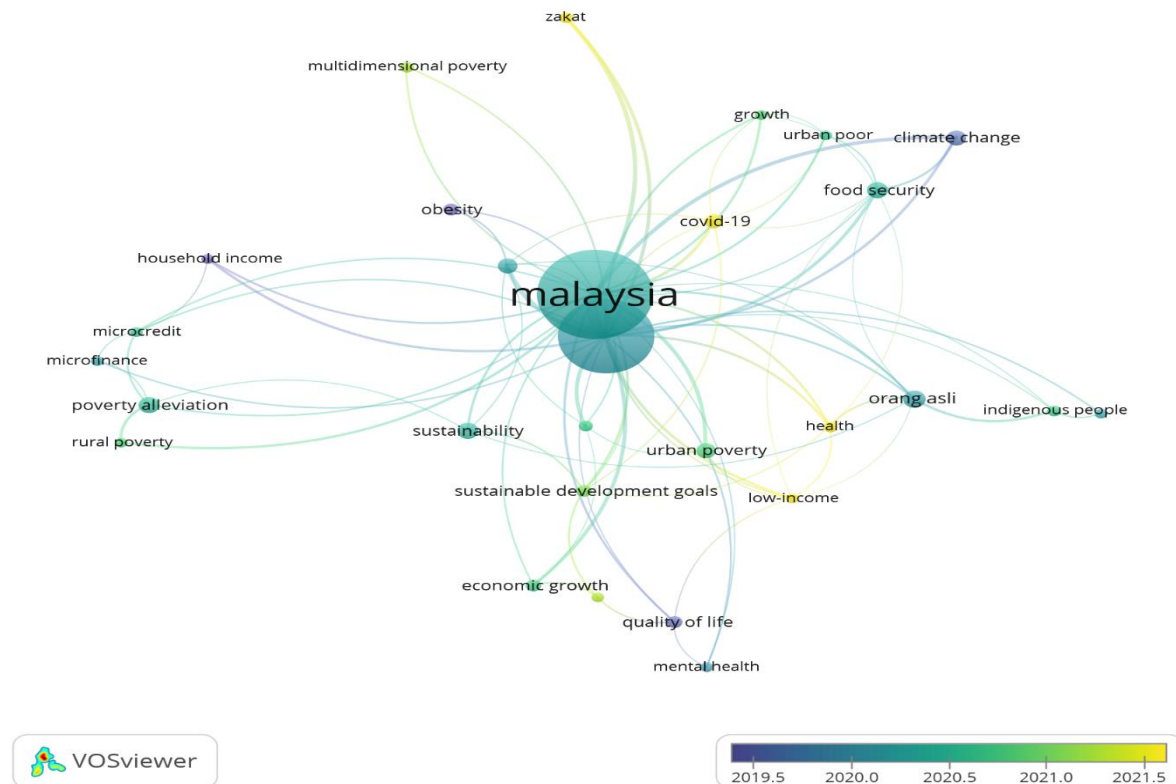 zakat
multidimensional poverty
growth
urban poor
climate change
food security
obesity
covid-19
household income
malaysia
microcredit
microfinance
poverty alleviation
orang asli
indigenous people
rural poverty
sustainability
health
urban poverty
sustainable development goals
low-income
economic growth
quality of life
mental health
VOSviewer
2019.5 2020.0 2020.5 2021.0 2021.5